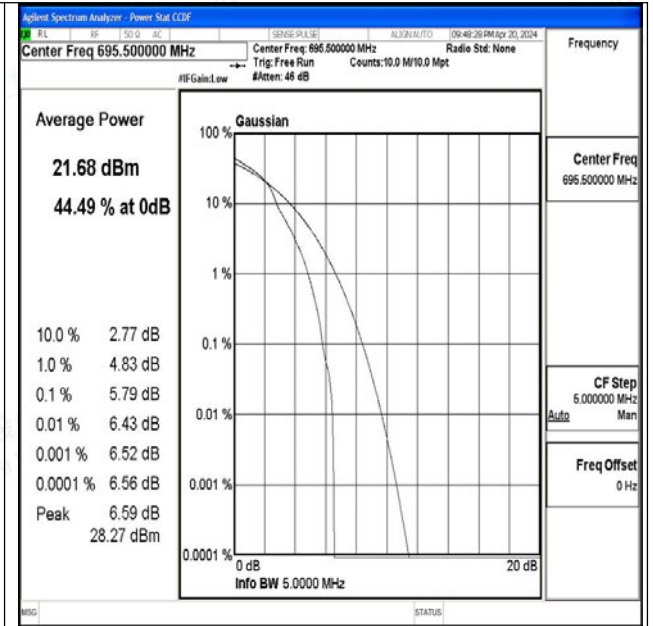 Agilent Spectrum Analyzer - Power Stat CCDF
RL RF 50 Ω AC SENSE:PULSE ALIGN AUTO 09:48:28 PM Apr 20, 2024
Center Freq 695.500000 MHz
Center Freq: 695.500000 MHz Radio Std: None
Trig: Free Run Counts:10.0 M/10.0 Mpt
#IFGain:Low #Atten: 46 dB
Frequency
Average Power
21.68 dBm
44.49 % at 0dB
10.0 % 2.77 dB
1.0 % 4.83 dB
0.1 % 5.79 dB
0.01 % 6.43 dB
0.001 % 6.52 dB
0.0001 % 6.56 dB
Peak 6.59 dB
28.27 dBm
Gaussian
100 %
10 %
1 %
0.1 %
0.01 %
0.001 %
0.0001 %
0 dB 20 dB
Info BW 5.0000 MHz
Center Freq
695.500000 MHz
CF Step
5.000000 MHz
Auto Man
Freq Offset
0 Hz
MSG STATUS